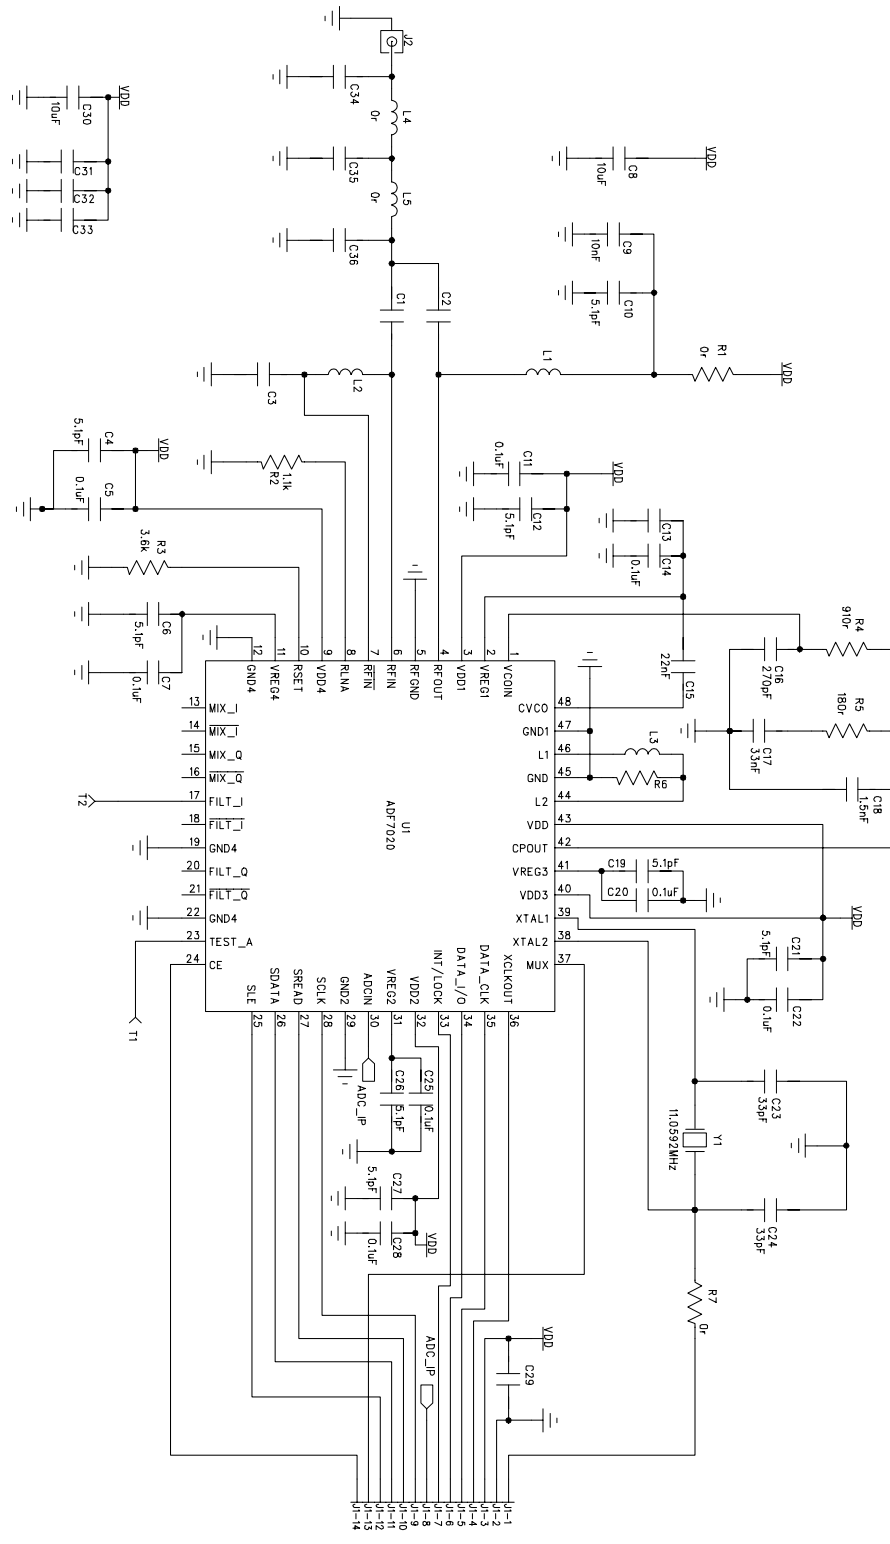 J2
C34
L4
0r
C35
L5
0r
C36
VDD
C30
10uF
C31
C32
C33
VDD
C8
10uF
C9
10nF
C10
5.1pF
C1
C2
L1
R1
0r
VDD
L2
C3
VDD
C4
5.1pF
C5
0.1uF
R2
1.1k
VDD
C11
0.1uF
C12
5.1pF
C13
C14
0.1uF
R3
3.6k
C6
5.1pF
C7
0.1uF
C15
22nF
R4
910r
C16
270pF
R5
180r
C17
33nF
C18
1.5nF
12 11 10 9 8 7 6 5 4 3 2 1
GND4
VREG4
RSET
VDD4
RLNA
RFIN
RFIN
RFGND
RFOUT
VDD1
VREG1
VCOIN
13 MIX_I
14 MIX_I
15 MIX_Q
16 MIX_Q
17 FILT_I
18 FILT_I
19 GND4
20 FILT_Q
21 FILT_Q
22 GND4
23 TEST_A
24 CE
T2
T1
U1
ADF7020
CVCO 48
GND1 47
L1 46
GND 45
L2 44
VDD 43
CPOUT 42
VREG3 41
VDD3 40
XTAL1 39
XTAL2 38
MUX 37
L3
R6
C19 5.1pF
C20 0.1uF
VDD
C21
5.1pF
C22
0.1uF
SLE
SDATA
SREAD
SCLK
GND2
ADCIN
VREG2
VDD2
INT/LOCK
DATA_I/O
DATA_CLK
XCLKOUT
25 26 27 28 29 30 31 32 33 34 35 36
ADC_IP
C26
5.1pF
C25
0.1uF
C27
5.1pF
C28
0.1uF
VDD
C23
33pF
Y1
11.0592MHz
C24
33pF
R7
0r
VDD
C29
ADC_IP
J1-14
J1-13
J1-12
J1-11
J1-10
J1-9
J1-8
J1-7
J1-6
J1-5
J1-4
J1-3
J1-2
J1-1